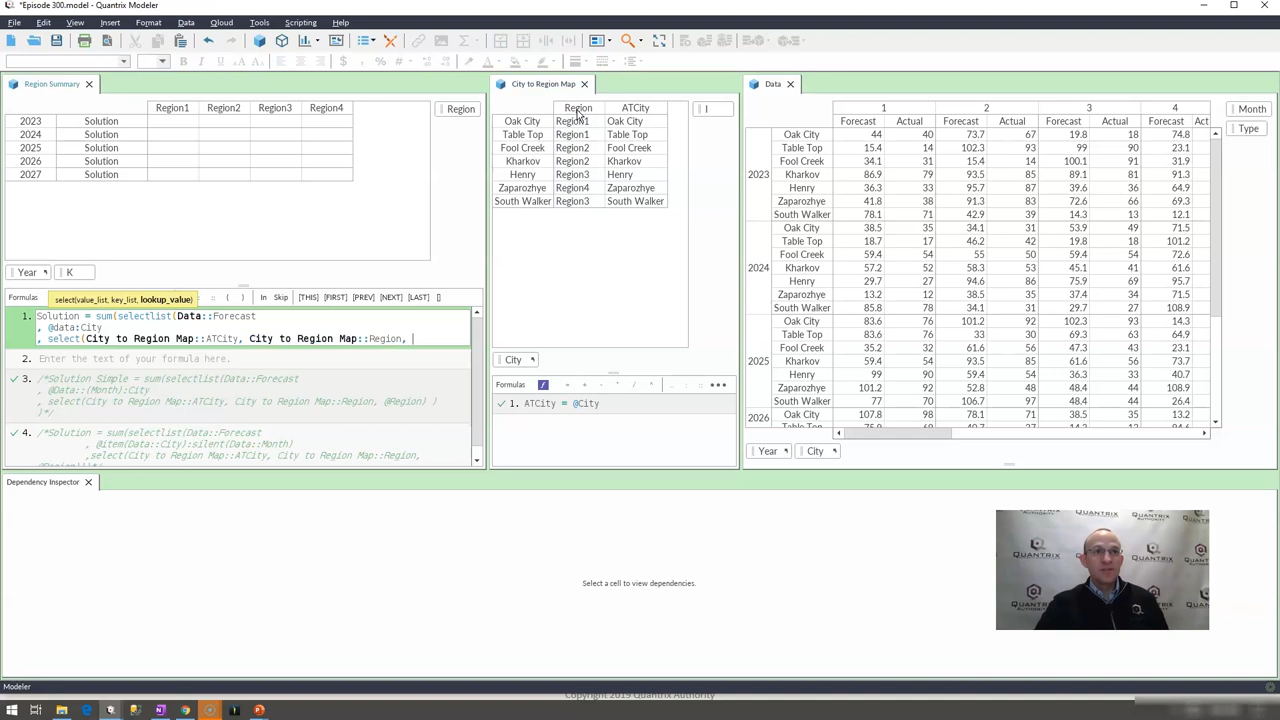 *Episode 300.model - Quantrix Modeler
File Edit View Insert Format Data Qloud Tools Scripting Help
Region Summary
Region1 Region2 Region3 Region4
Region
2023 Solution
2024 Solution
2025 Solution
2026 Solution
2027 Solution
Year K
Formulas
select(value_list, key_list, lookup_value)
:: ( ) In Skip [THIS] [FIRST] [PREV] [NEXT] [LAST] []
1. Solution = sum(selectlist(Data::Forecast
, @data:City
, select(City to Region Map::ATCity, City to Region Map::Region,
2. Enter the text of your formula here.
3. /*Solution Simple = sum(selectlist(Data::Forecast
, @Data::(Month):City
, select(City to Region Map::ATCity, City to Region Map::Region, @Region) )
)*/
4. /*Solution = sum(selectlist(Data::Forecast
, @item(Data::City):silent(Data::Month)
,select(City to Region Map::ATCity, City to Region Map::Region,
City to Region Map
Region ATCity
I
Oak City Region1 Oak City
Table Top Region1 Table Top
Fool Creek Region2 Fool Creek
Kharkov Region2 Kharkov
Henry Region3 Henry
Zaparozhye Region4 Zaparozhye
South Walker Region3 South Walker
City
Formulas f + = - * / ^ . : :: •••
1. ATCity = @City
Data
1 2 3 4
Month
Forecast Actual Forecast Actual Forecast Actual Forecast Act
Type
2023
Oak City 44 40 73.7 67 19.8 18 74.8
Table Top 15.4 14 102.3 93 99 90 23.1
Fool Creek 34.1 31 15.4 14 100.1 91 31.9
Kharkov 86.9 79 93.5 85 89.1 81 91.3
Henry 36.3 33 95.7 87 39.6 36 64.9
Zaparozhye 41.8 38 91.3 83 72.6 66 69.3
South Walker 78.1 71 42.9 39 14.3 13 12.1
2024
Oak City 38.5 35 34.1 31 53.9 49 71.5
Table Top 18.7 17 46.2 42 19.8 18 101.2
Fool Creek 59.4 54 55 50 59.4 54 83.6
Kharkov 57.2 52 58.3 53 45.1 41 61.6
Henry 29.7 27 94.6 86 75.9 69 91.3
Zaparozhye 13.2 12 38.5 35 37.4 34 71.5
South Walker 85.8 78 34.1 31 29.7 27 108.9
2025
Oak City 83.6 76 101.2 92 102.3 93 14.3
Table Top 83.6 76 33 30 69.3 63 64.9
Fool Creek 35.2 32 61.6 56 47.3 43 23.1
Kharkov 59.4 54 93.5 85 61.6 56 73.7
Henry 99 90 59.4 54 36.3 33 40.7
Zaparozhye 101.2 92 52.8 48 48.4 44 108.9
South Walker 77 70 106.7 97 48.4 44 26.4
2026
Oak City 107.8 98 78.1 71 38.5 35 13.2
Year City
Dependency Inspector
Select a cell to view dependencies.
QUANTRIX
AUTHORITY
QUANTRIX
AUTHORITY
Modeler
Copyright 2019 Quantrix Authority